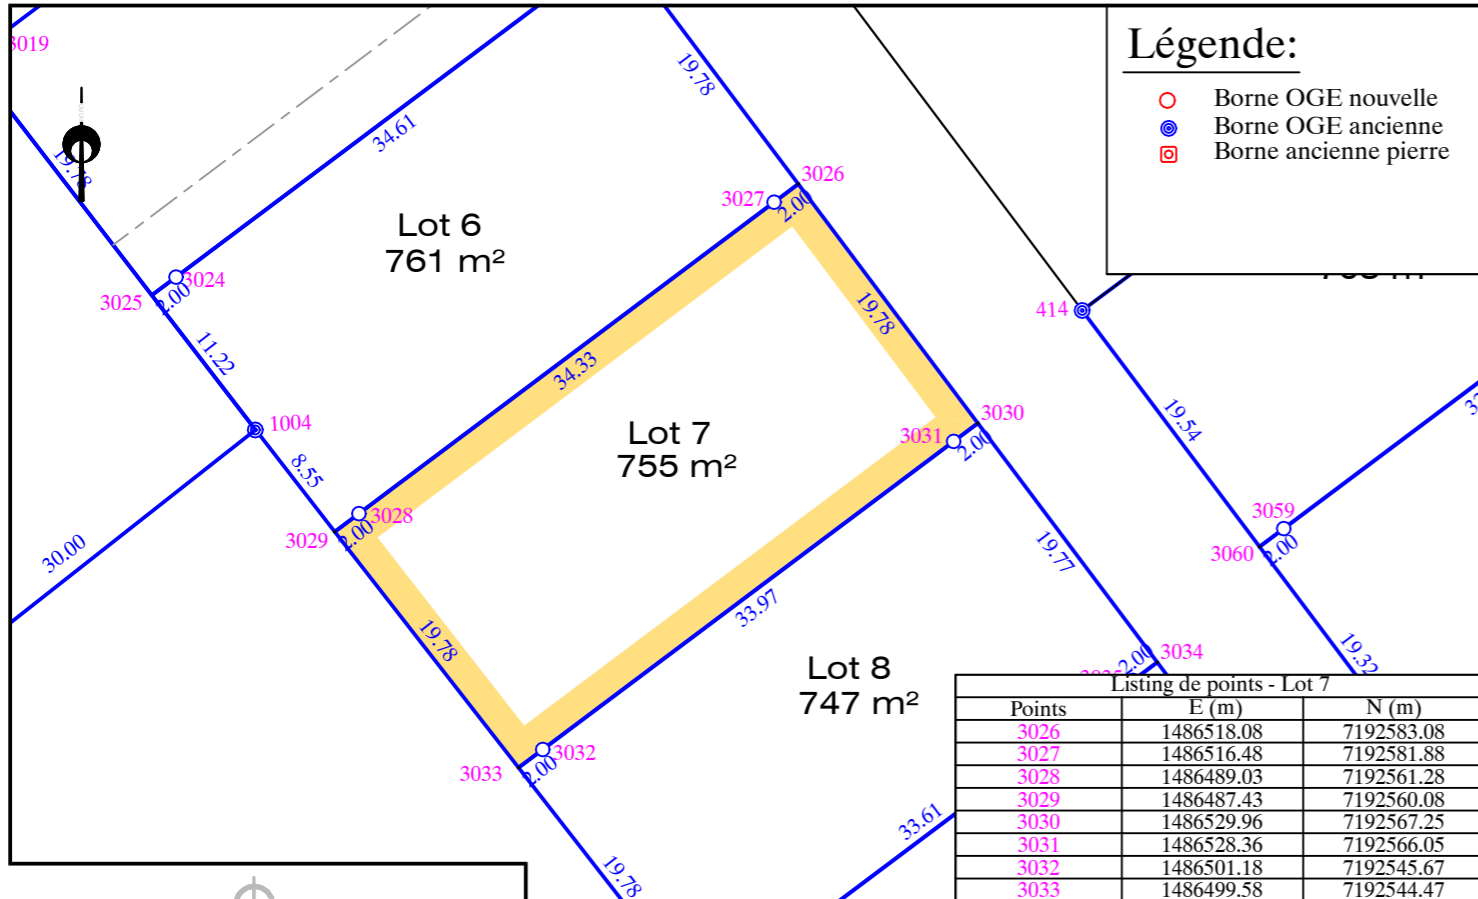 3019
19.78
34.61
19.78
Légende:
Borne OGE nouvelle
Borne OGE ancienne
Borne ancienne pierre
3026
3027
2.00
Lot 6
761 m²
3024
3025
2.00
414
19.78
11.22
34.33
1004
3030
3031
2.00
19.54
Lot 7
755 m²
8.55
3028
3029
2.00
30.00
3059
3060
2.00
19.77
33.97
19.78
19.32
2.00
3034
Lot 8
747 m²
3032
3033
2.00
33.61
19.78
Listing de points - Lot 7
Points E (m) N (m)
3026 1486518.08 7192583.08
3027 1486516.48 7192581.88
3028 1486489.03 7192561.28
3029 1486487.43 7192560.08
3030 1486529.96 7192567.25
3031 1486528.36 7192566.05
3032 1486501.18 7192545.67
3033 1486499.58 7192544.47